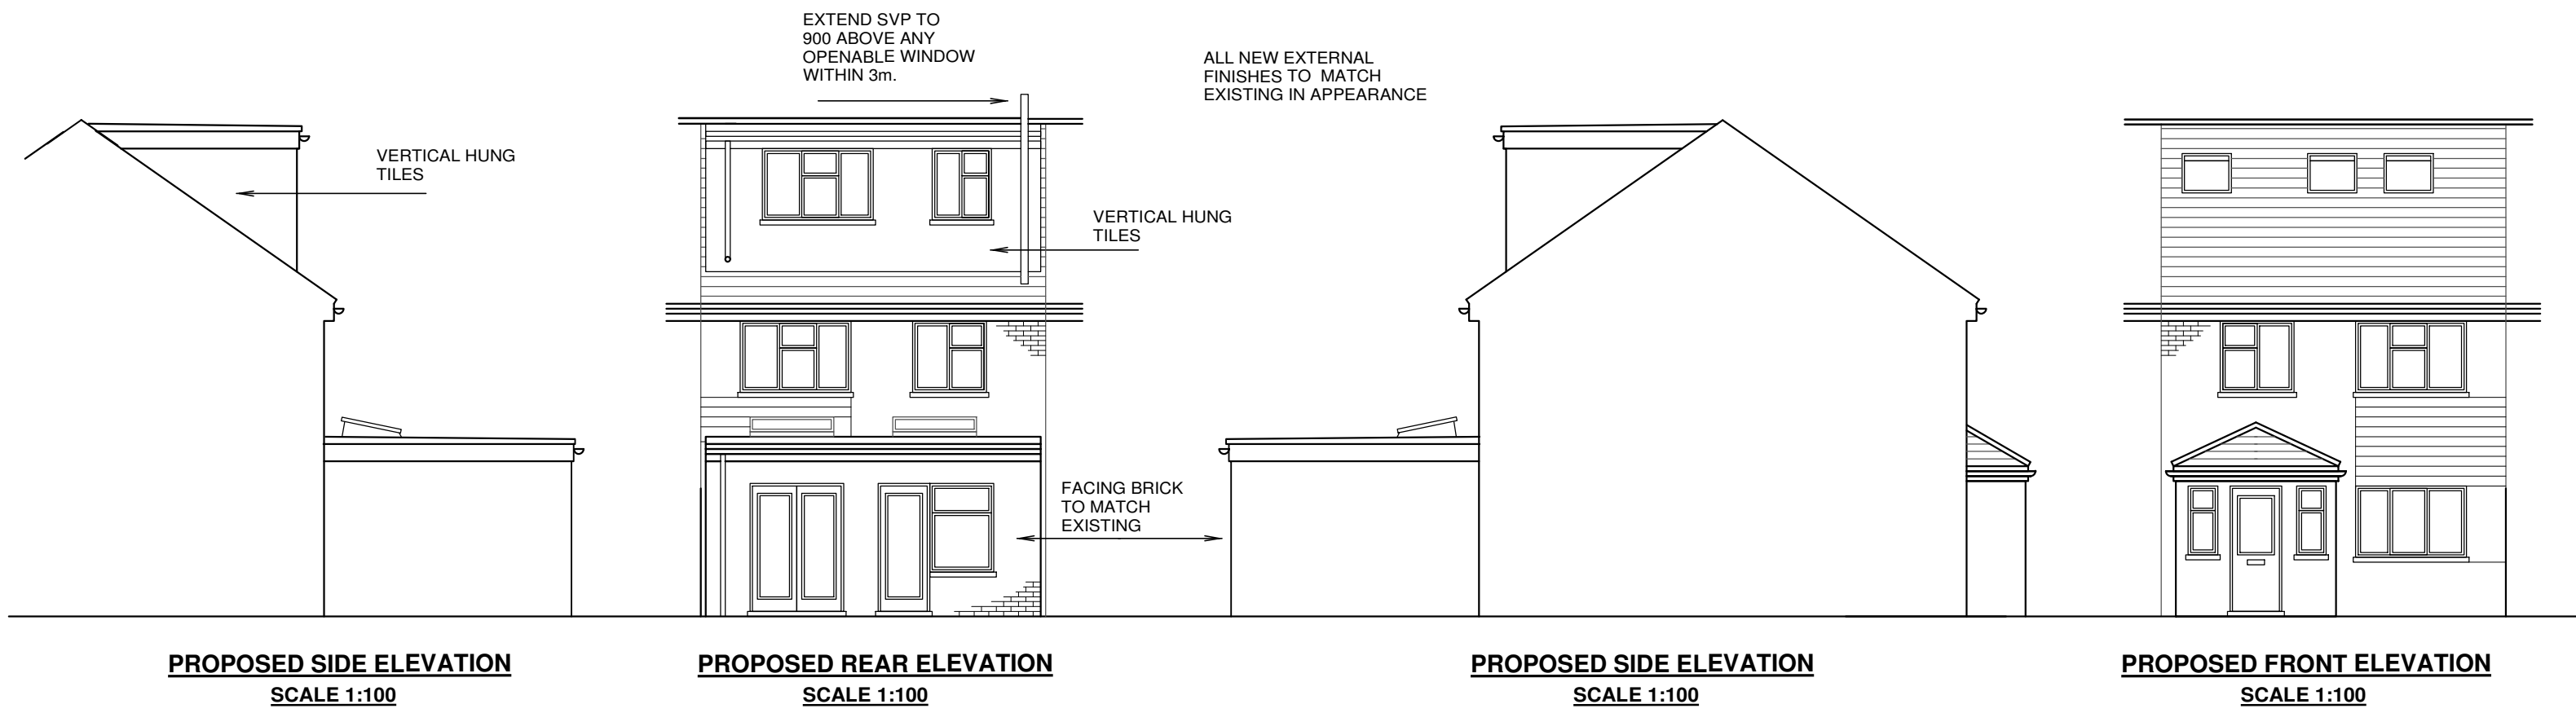 EXTEND SVP TO
900 ABOVE ANY
OPENABLE WINDOW
WITHIN 3m.
ALL NEW EXTERNAL
FINISHES TO MATCH
EXISTING IN APPEARANCE
VERTICAL HUNG
TILES
VERTICAL HUNG
TILES
FACING BRICK
TO MATCH
EXISTING
PROPOSED SIDE ELEVATION
SCALE 1:100
PROPOSED REAR ELEVATION
SCALE 1:100
PROPOSED SIDE ELEVATION
SCALE 1:100
PROPOSED FRONT ELEVATION
SCALE 1:100